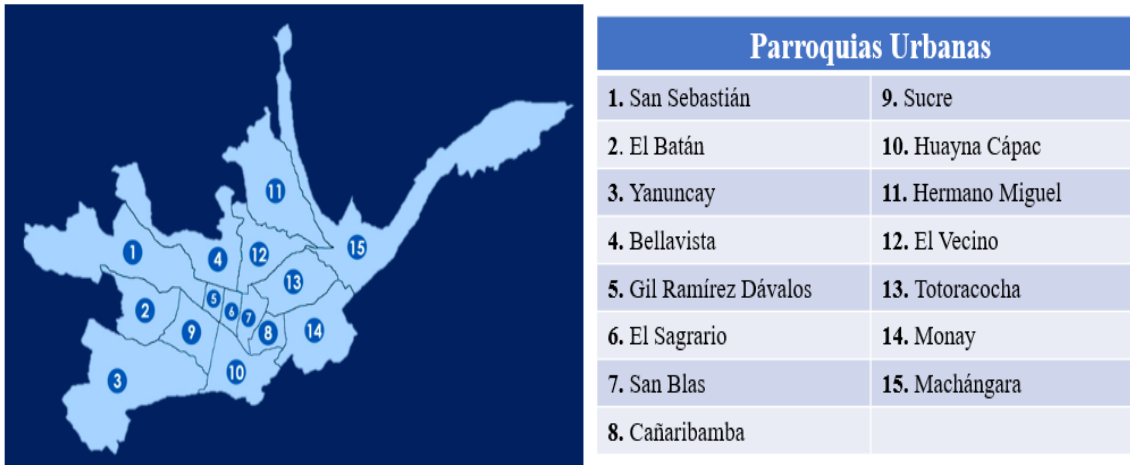 11
1
4
12
15
13
5
6
7
2
9
8
14
3
10
Parroquias Urbanas
1. San Sebastián
9. Sucre
2. El Batán
10. Huayna Cápac
3. Yanuncay
11. Hermano Miguel
4. Bellavista
12. El Vecino
5. Gil Ramírez Dávalos
13. Totoracocha
6. El Sagrario
14. Monay
7. San Blas
15. Machángara
8. Cañaribamba